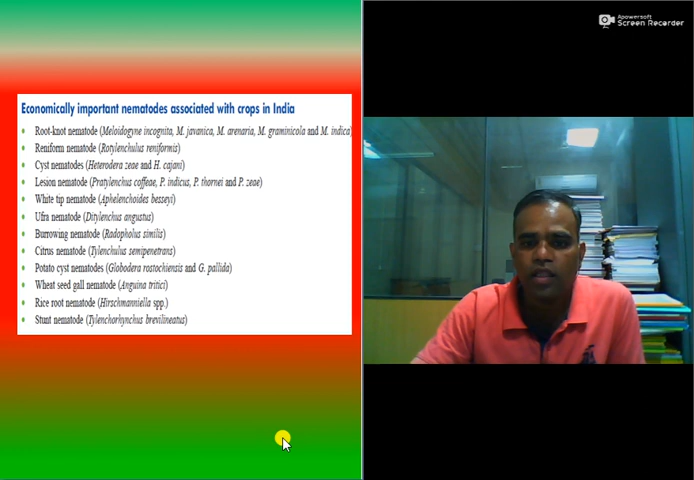 Apowersoft
Screen Recorder
Economically important nematodes associated with crops in India
• Root-knot nematode (Meloidogyne incognita, M. javanica, M. arenaria, M. graminicola and M. indica)
• Reniform nematode (Rotylenchulus reniformis)
• Cyst nematodes (Heterodera zeae and H. cajani)
• Lesion nematode (Pratylenchus coffeae, P. indicus, P. thornei and P. zeae)
• White tip nematode (Aphelenchoides besseyi)
• Ufra nematode (Ditylenchus angustus)
• Burrowing nematode (Radopholus similis)
• Citrus nematode (Tylenchulus semipenetrans)
• Potato cyst nematodes (Globodera rostochiensis and G. pallida)
• Wheat seed gall nematode (Anguina tritici)
• Rice root nematode (Hirschmanniella spp.)
• Stunt nematode (Tylenchorhynchus brevilineatus)